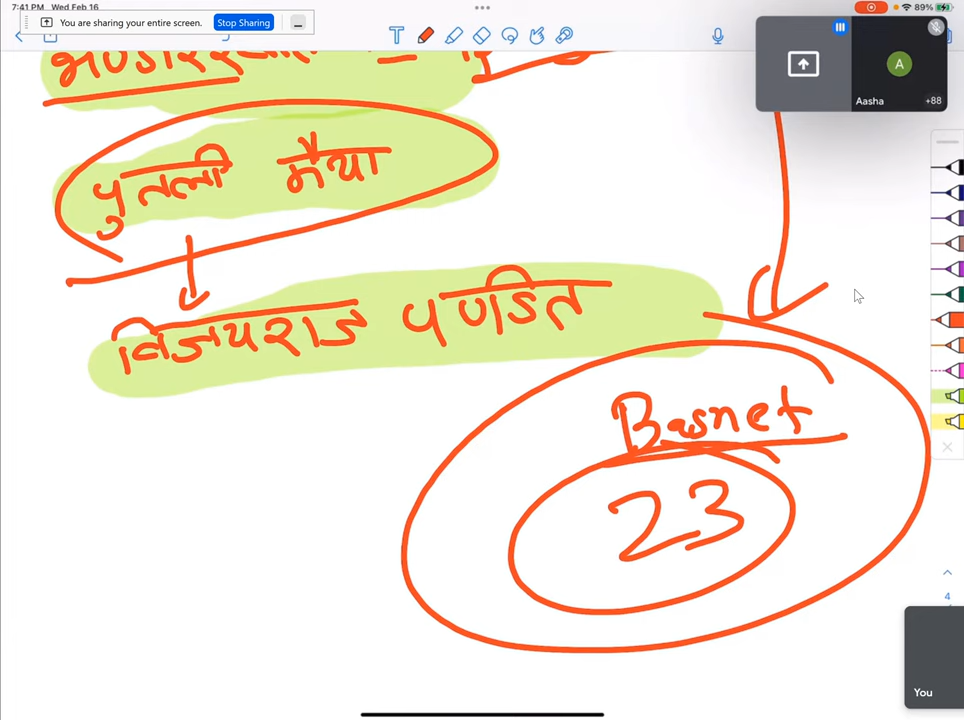 7:41 PM Wed Feb 16
89%
You are sharing your entire screen.
Stop Sharing
Aasha
+88
A
T
पुतली मैया
विजयराज पण्डित
Basnet
23
4
You